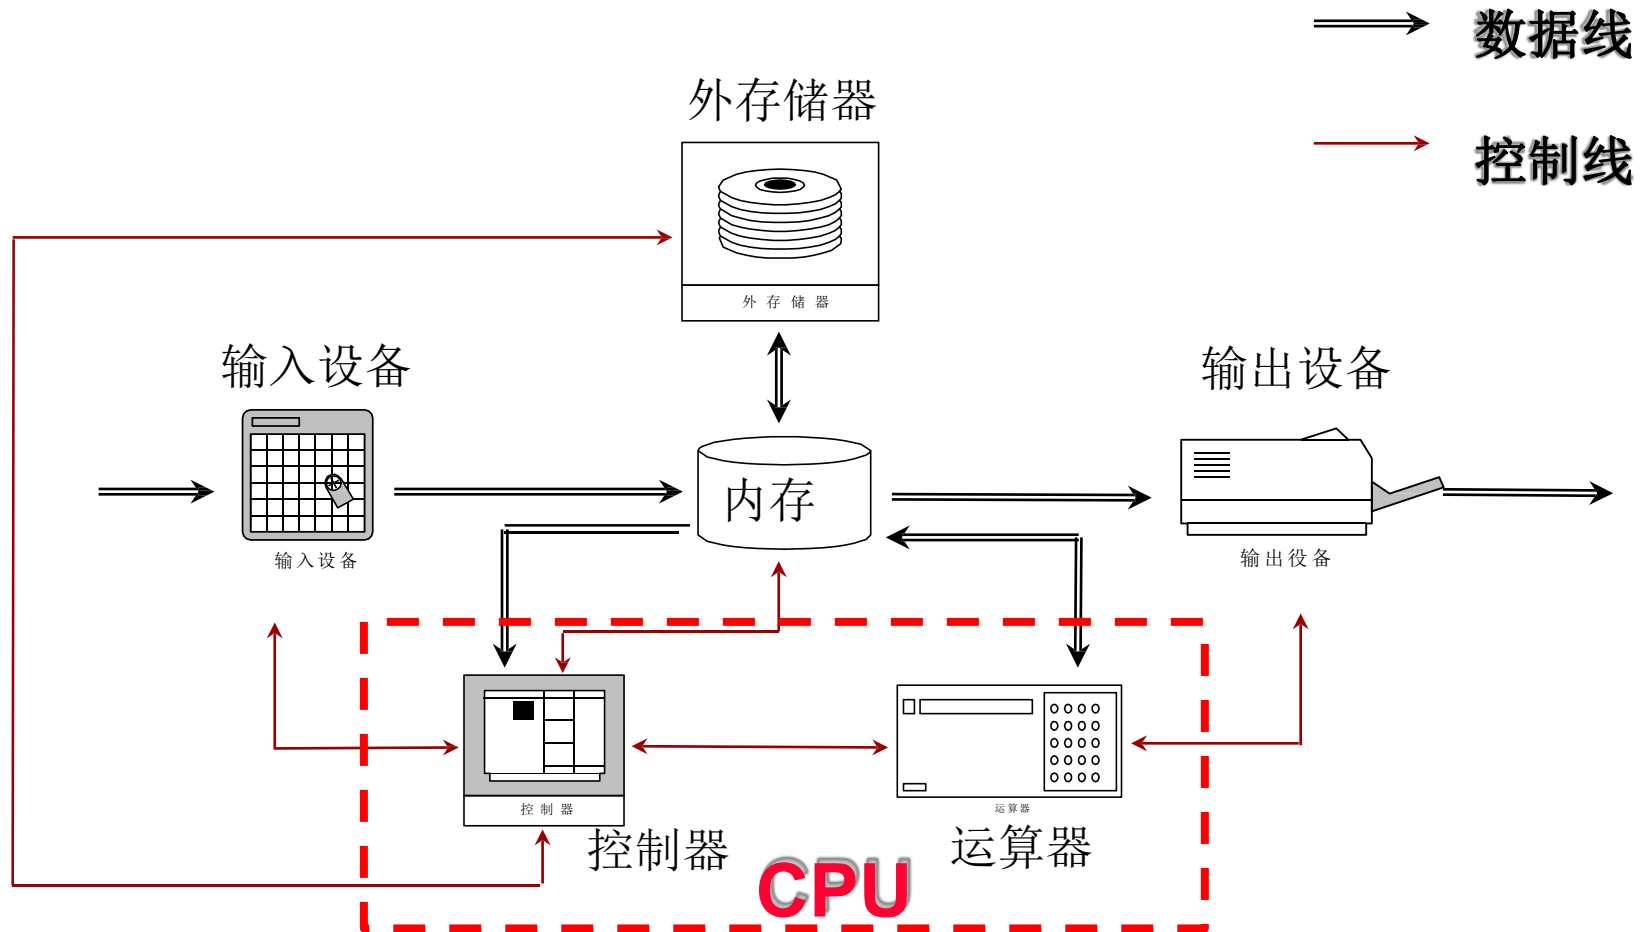 数据线
外存储器
控制线
外存储器
输入设备
输出设备
内存
输入设备
输出役备
控制器
运算器
控制器
运算器
CPU